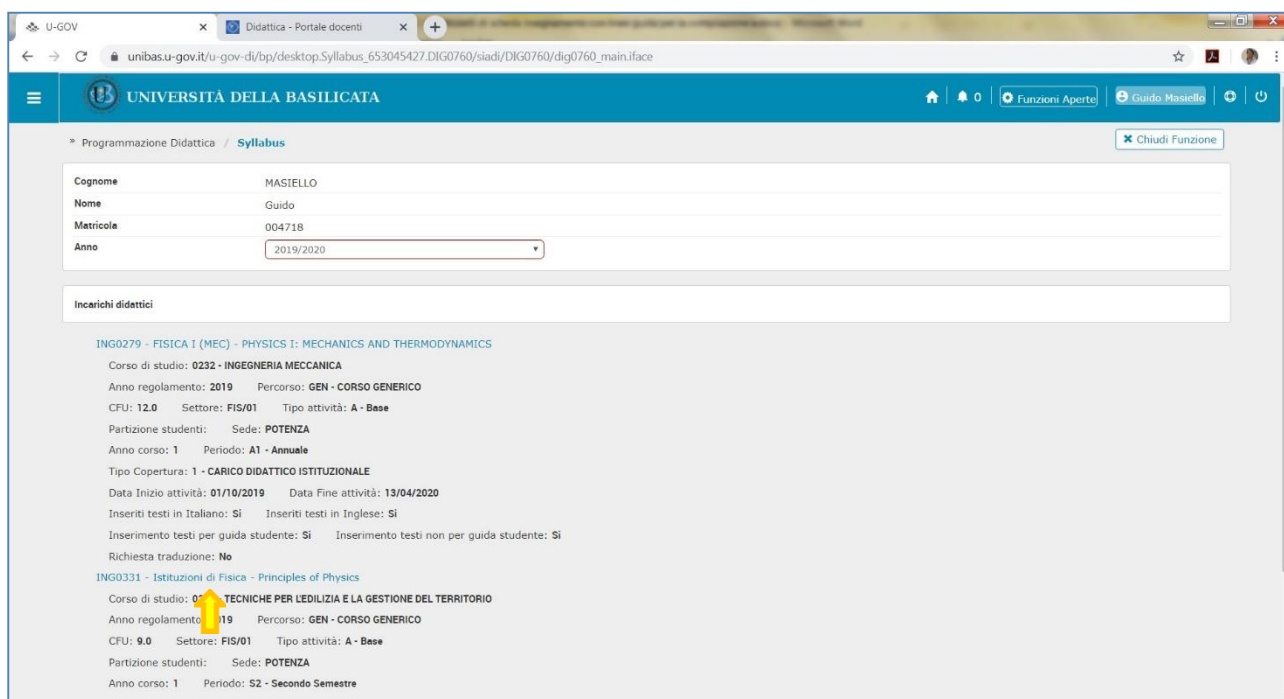 U-GOV
Didattica - Portale docenti
unibas.u-gov.it/u-gov-di/bp/desktop.Syllabus_653045427.DIG0760/siadi/DIG0760/dig0760_main.iface
UNIVERSITÀ DELLA BASILICATA
0
Funzioni Aperte
Guido Masiello
» Programmazione Didattica / Syllabus
Chiudi Funzione
Cognome MASIELLO
Nome Guido
Matricola 004718
Anno 2019/2020
Incarichi didattici
ING0279 - FISICA I (MEC) - PHYSICS I: MECHANICS AND THERMODYNAMICS
Corso di studio: 0232 - INGEGNERIA MECCANICA
Anno regolamento: 2019 Percorso: GEN - CORSO GENERICO
CFU: 12.0 Settore: FIS/01 Tipo attività: A - Base
Partizione studenti: Sede: POTENZA
Anno corso: 1 Periodo: A1 - Annuale
Tipo Copertura: 1 - CARICO DIDATTICO ISTITUZIONALE
Data Inizio attività: 01/10/2019 Data Fine attività: 13/04/2020
Inseriti testi in Italiano: Si Inseriti testi in Inglese: Si
Inserimento testi per guida studente: Si Inserimento testi non per guida studente: Si
Richiesta traduzione: No
ING0331 - Istituzioni di Fisica - Principles of Physics
Corso di studio: TECNICHE PER L'EDILIZIA E LA GESTIONE DEL TERRITORIO
Anno regolamento 19 Percorso: GEN - CORSO GENERICO
CFU: 9.0 Settore: FIS/01 Tipo attività: A - Base
Partizione studenti: Sede: POTENZA
Anno corso: 1 Periodo: S2 - Secondo Semestre